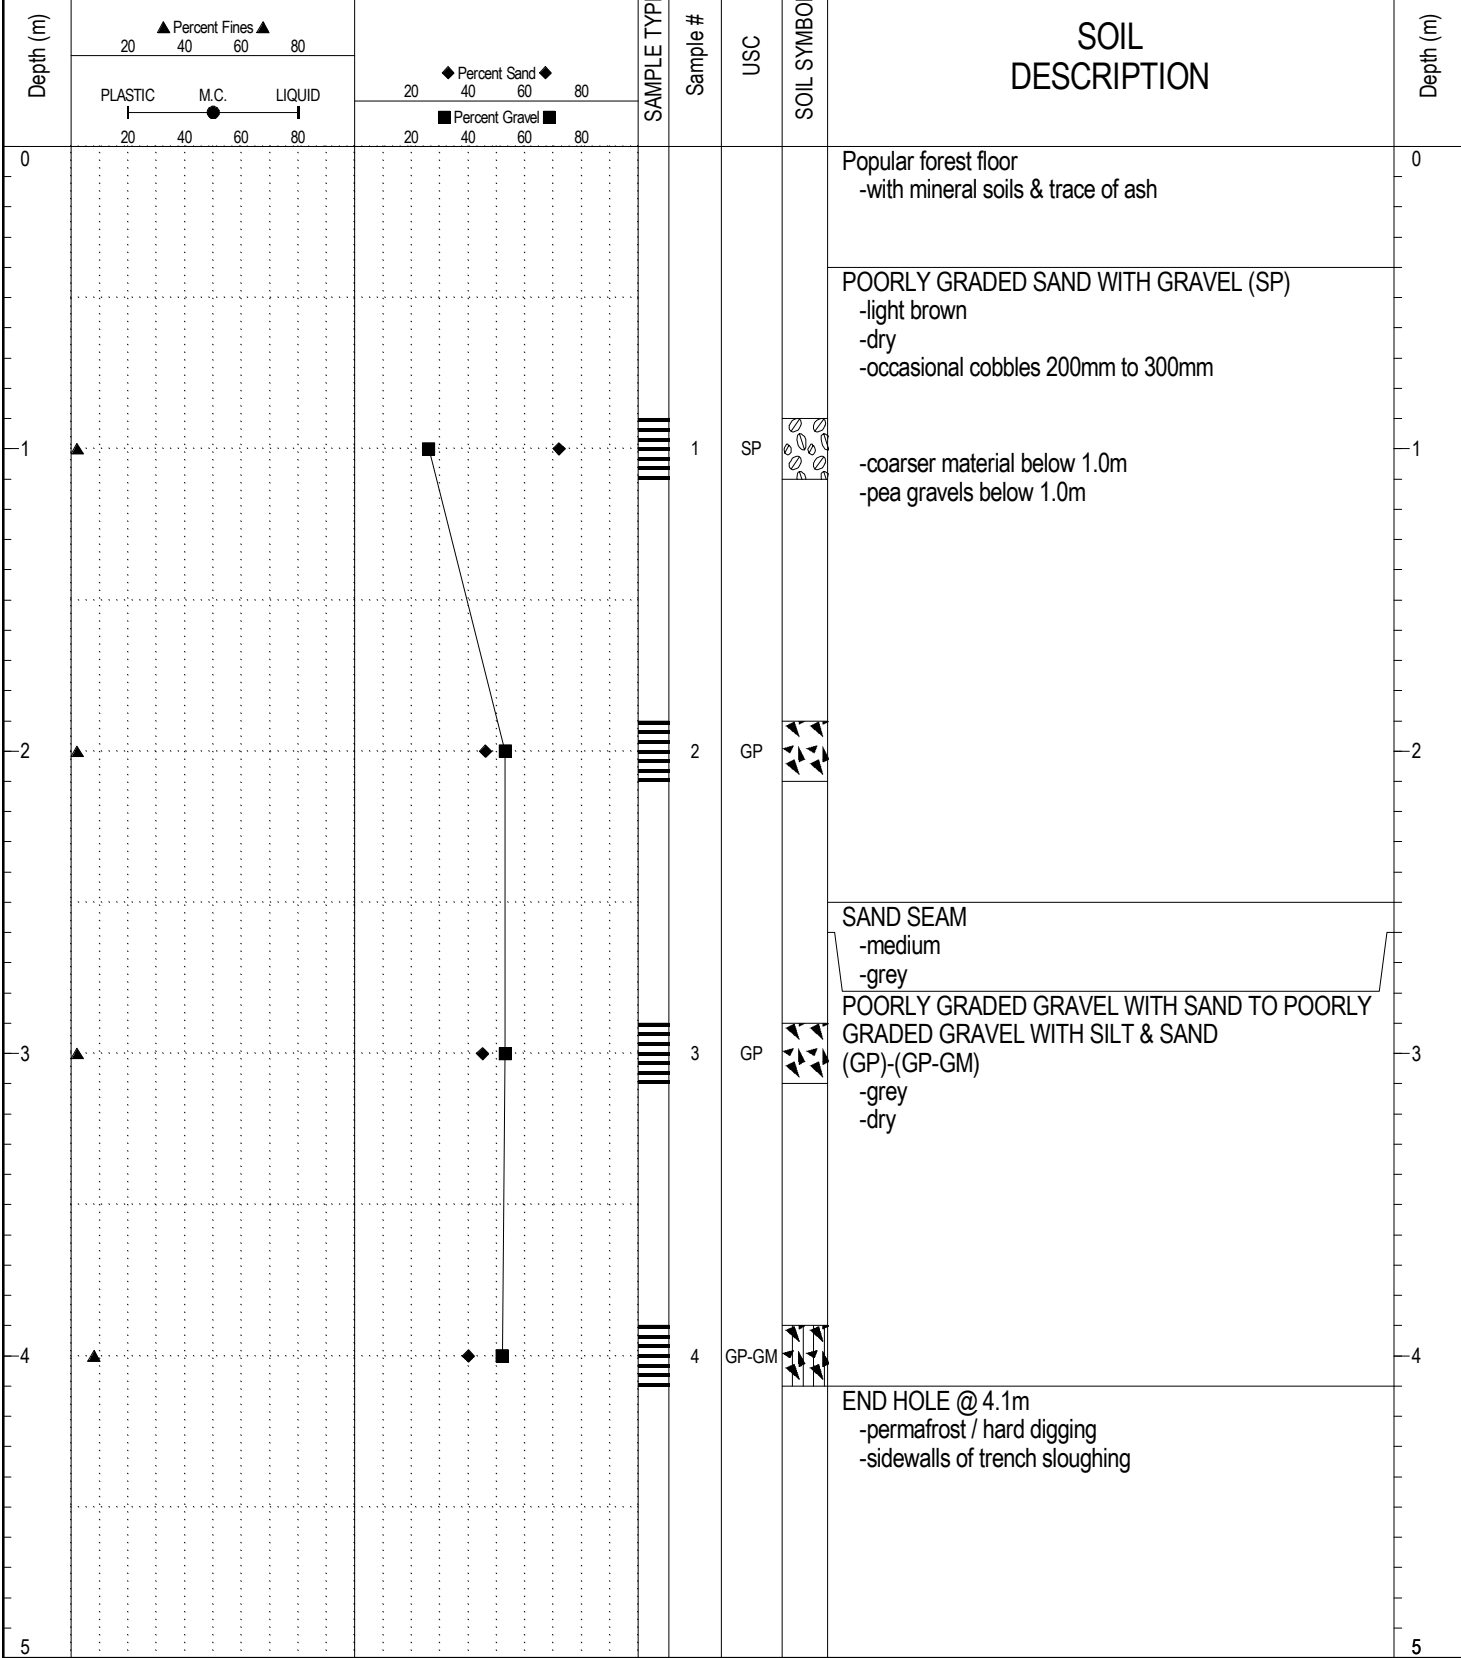 Depth (m)
▲ Percent Fines ▲
20 40 60 80
PLASTIC M.C. LIQUID
20 40 60 80
◆ Percent Sand ◆
20 40 60 80
■ Percent Gravel ■
20 40 60 80
SAMPLE TYPE
Sample #
USC
SOIL SYMBOL
SOIL
DESCRIPTION
Depth (m)
0
Popular forest floor
0
-with mineral soils & trace of ash
POORLY GRADED SAND WITH GRAVEL (SP)
-light brown
-dry
-occasional cobbles 200mm to 300mm
1 1 SP 1
-coarser material below 1.0m
-pea gravels below 1.0m
2 2 GP 2
SAND SEAM
-medium
-grey
POORLY GRADED GRAVEL WITH SAND TO POORLY
GRADED GRAVEL WITH SILT & SAND
3 3 GP 3
(GP)-(GP-GM)
-grey
-dry
4 4 GP-GM 4
END HOLE @ 4.1m
-permafrost / hard digging
-sidewalls of trench sloughing
5 5